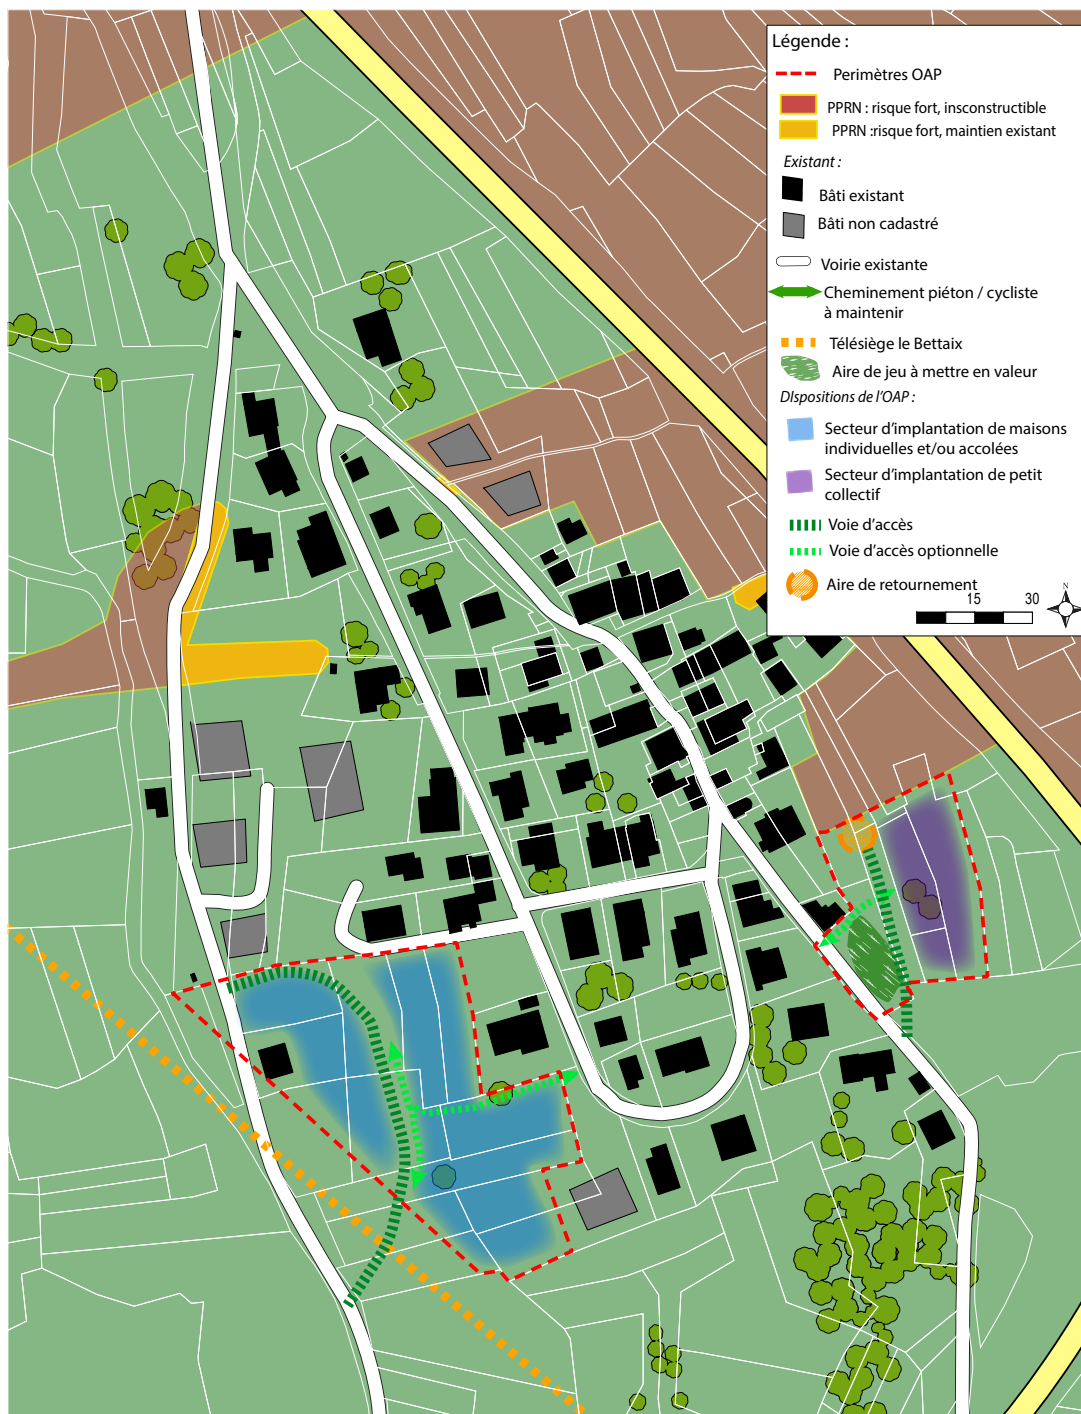 Légende :
Perimètres OAP
PPRN : risque fort, insconstructible
PPRN :risque fort, maintien existant
Existant :
Bâti existant
Bâti non cadastré
Voirie existante
Cheminement piéton / cycliste
à maintenir
Télésiège le Bettaix
Aire de jeu à mettre en valeur
DIspositions de l'OAP :
Secteur d'implantation de maisons
individuelles et/ou accolées
Secteur d'implantation de petit
collectif
Voie d'accès
Voie d'accès optionnelle
Aire de retournement
15 30
N